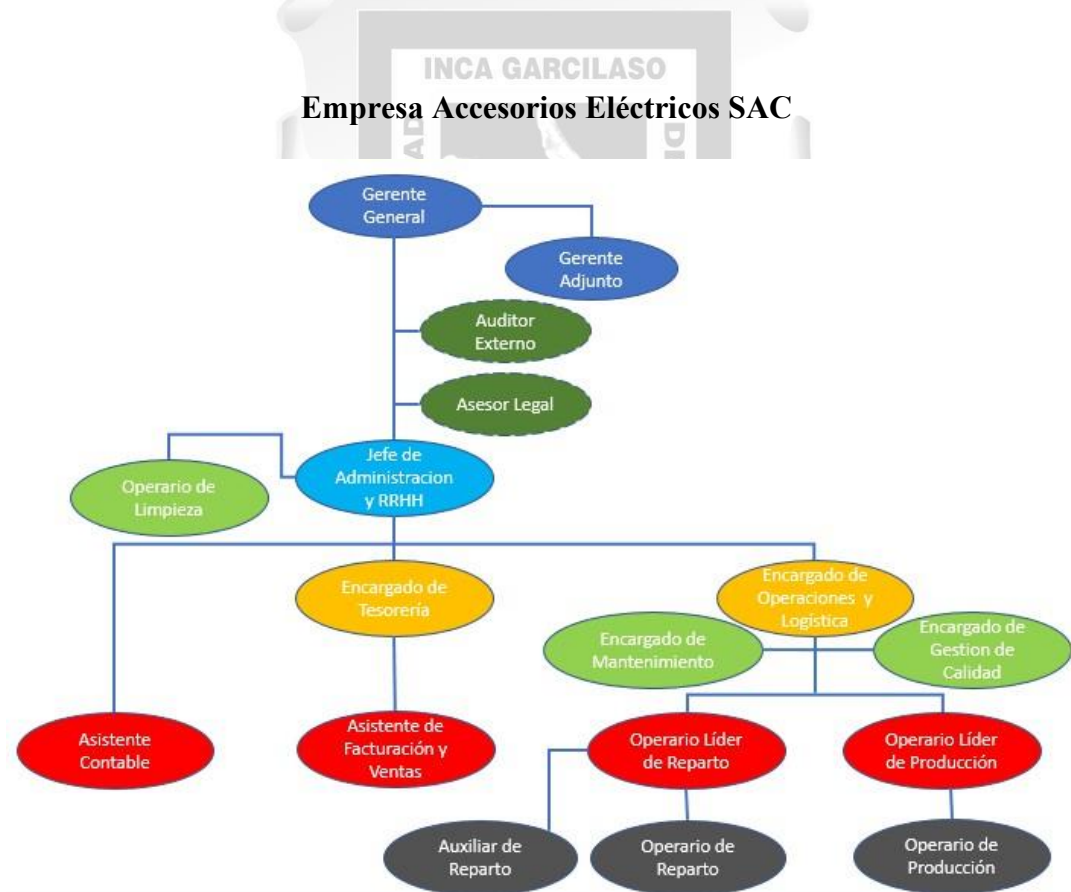 INCA GARCILASO
Empresa Accesorios Eléctricos SAC
AD
Gerente
General
Gerente
Adjunto
Auditor
Externo
Asesor Legal
Jefe de
Administracion
y RRHH
Operario de
Limpieza
Encargado de
Tesorería
Encargado de
Operaciones y
Logística
Encargado de
Mantenimiento
Encargado de
Gestion de
Calidad
Asistente
Contable
Asistente de
Facturación y
Ventas
Operario Líder
de Reparto
Operario Líder
de Producción
Auxiliar de
Reparto
Operario de
Reparto
Operario de
Producción